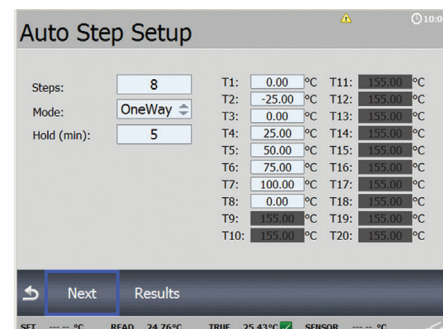 10:0
Auto Step Setup
Steps: 8
Mode: OneWay
Hold (min): 5
T1: 0.00 °C T11: 155.00 °C
T2: -25.00 °C T12: 155.00 °C
T3: 0.00 °C T13: 155.00 °C
T4: 25.00 °C T14: 155.00 °C
T5: 50.00 °C T15: 155.00 °C
T6: 75.00 °C T16: 155.00 °C
T7: 100.00 °C T17: 155.00 °C
T8: 0.00 °C T18: 155.00 °C
T9: 155.00 °C T19: 155.00 °C
T10: 155.00 °C T20: 155.00 °C
Next Results
SET --- -- °C READ 24.76°C TRUE 25.43°C SENSOR --- -- °C